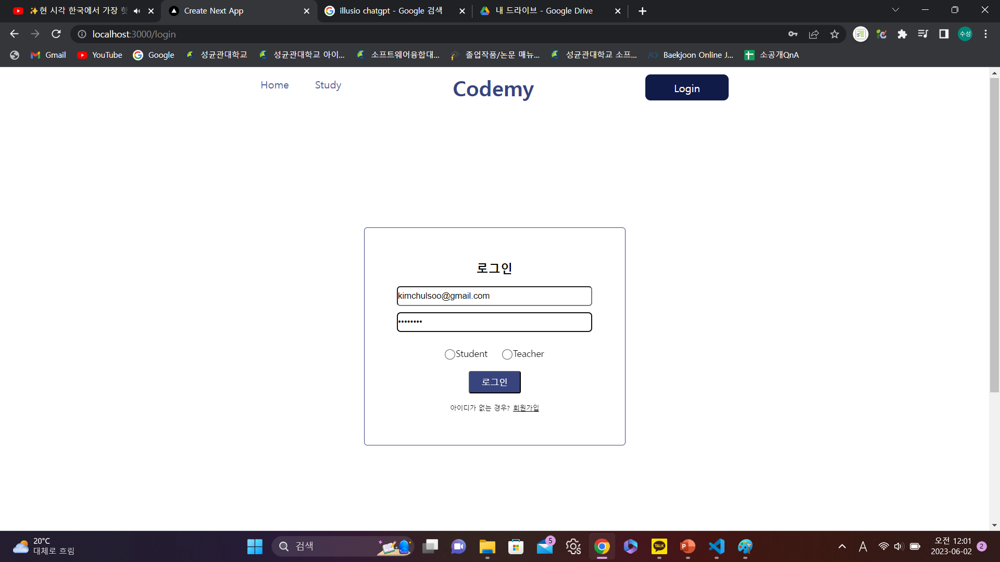 ✨현 시각 한국에서 가장 핫
Create Next App
illusio chatgpt - Google 검색
내 드라이브 - Google Drive
localhost:3000/login
수성
Gmail
YouTube
Google
성균관대학교
성균관대학교 아이...
소프트웨어융합대...
졸업작품/논문 매뉴...
성균관대학교 소프...
Baekjoon Online J...
소공개QnA
Home
Study
Codemy
Login
로그인
kimchulsoo@gmail.com
••••••••
Student
Teacher
로그인
아이디가 없는 경우? 회원가입
20°C
대체로 흐림
검색
5
TALK
A
오전 12:01
2023-06-02
2